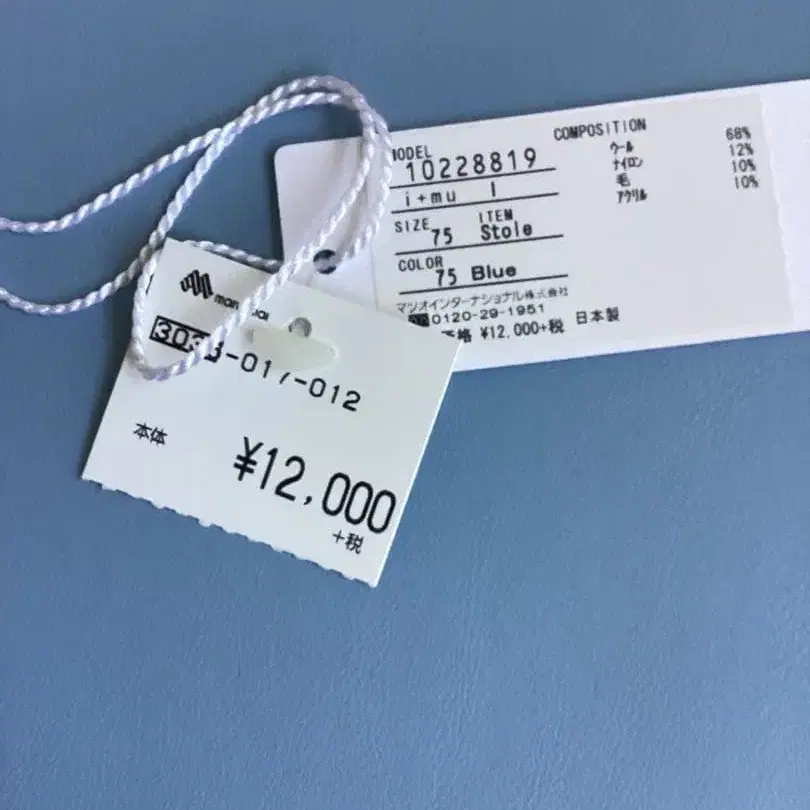 MODEL
10228819
i+mu I
SIZE 75 ITEM Stole
COLOR 75 Blue
マツオインターナショナル株式会社
0120-29-1951
¥12,000+税 日本製
COMPOSITION
68%
ウール 12%
ナイロン 10%
毛 10%
アクリル
-017-012
本体
¥12,000
+税